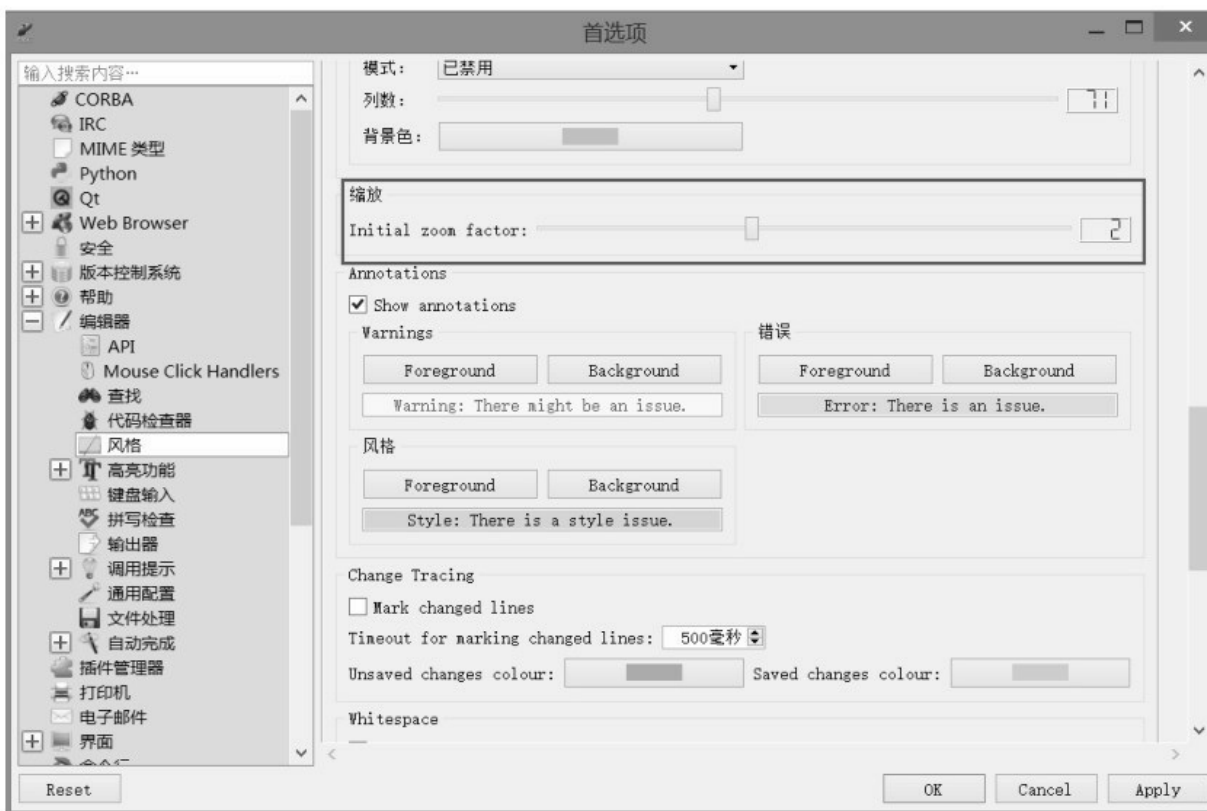 首选项
输入搜索内容…
CORBA
IRC
MIME 类型
Python
Qt
Web Browser
安全
版本控制系统
帮助
编辑器
API
Mouse Click Handlers
查找
代码检查器
风格
高亮功能
键盘输入
拼写检查
输出器
调用提示
通用配置
文件处理
自动完成
插件管理器
打印机
电子邮件
界面
模式: 已禁用
列数: 71
背景色:
缩放
Initial zoom factor: 2
Annotations
Show annotations
Warnings
Foreground Background
Warning: There might be an issue.
错误
Foreground Background
Error: There is an issue.
风格
Foreground Background
Style: There is a style issue.
Change Tracing
Mark changed lines
Timeout for marking changed lines: 500毫秒
Unsaved changes colour: Saved changes colour:
Whitespace
Reset OK Cancel Apply